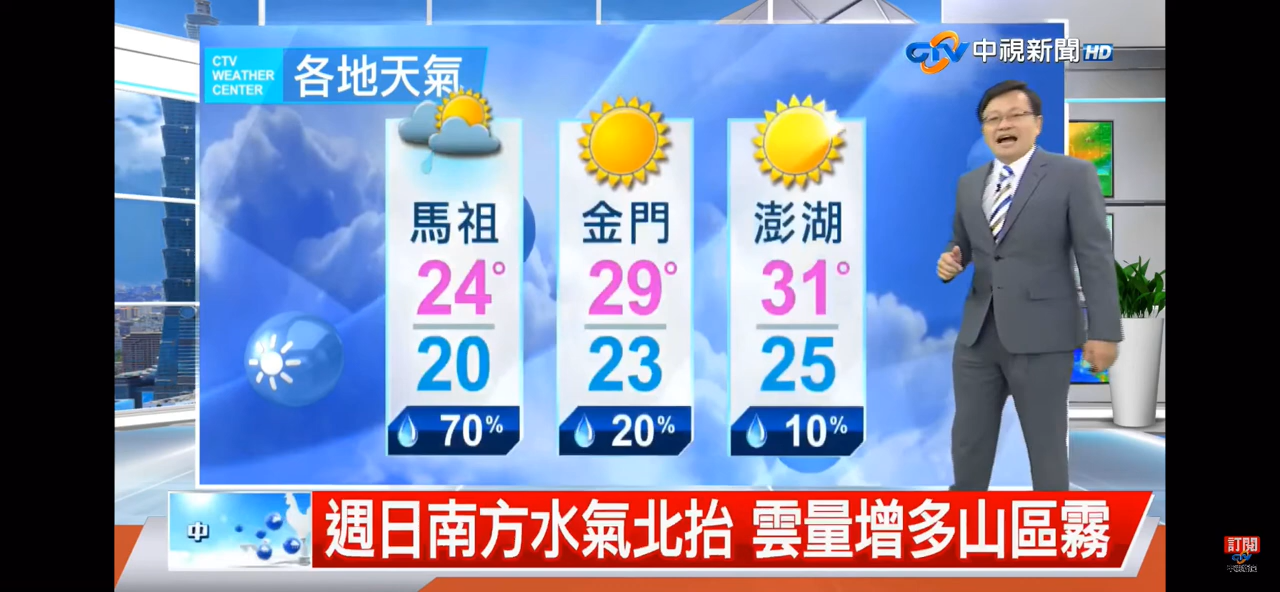 CTV
WEATHER
CENTER
各地天氣
CTV 中視新聞 HD
馬祖
24°
20
70%
金門
29°
23
20%
澎湖
31°
25
10%
中
週日南方水氣北抬 雲量增多山區霧
訂閱